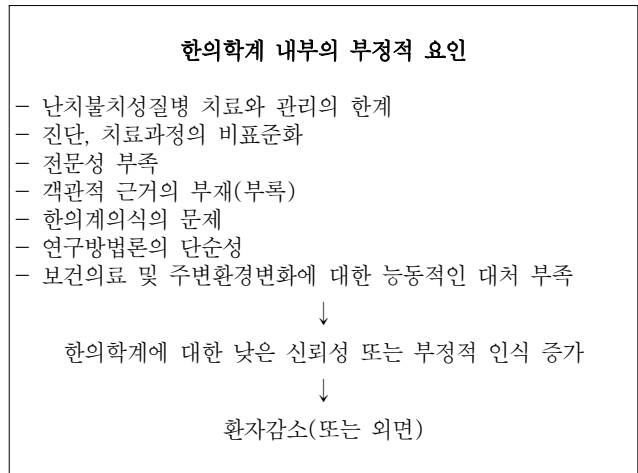 한의학계 내부의 부정적 요인
- 난치불치성질병 치료와 관리의 한계
- 진단, 치료과정의 비표준화
- 전문성 부족
- 객관적 근거의 부재(부록)
- 한의계의식의 문제
- 연구방법론의 단순성
- 보건의료 및 주변환경변화에 대한 능동적인 대처 부족
↓
한의학계에 대한 낮은 신뢰성 또는 부정적 인식 증가
↓
환자감소(또는 외면)